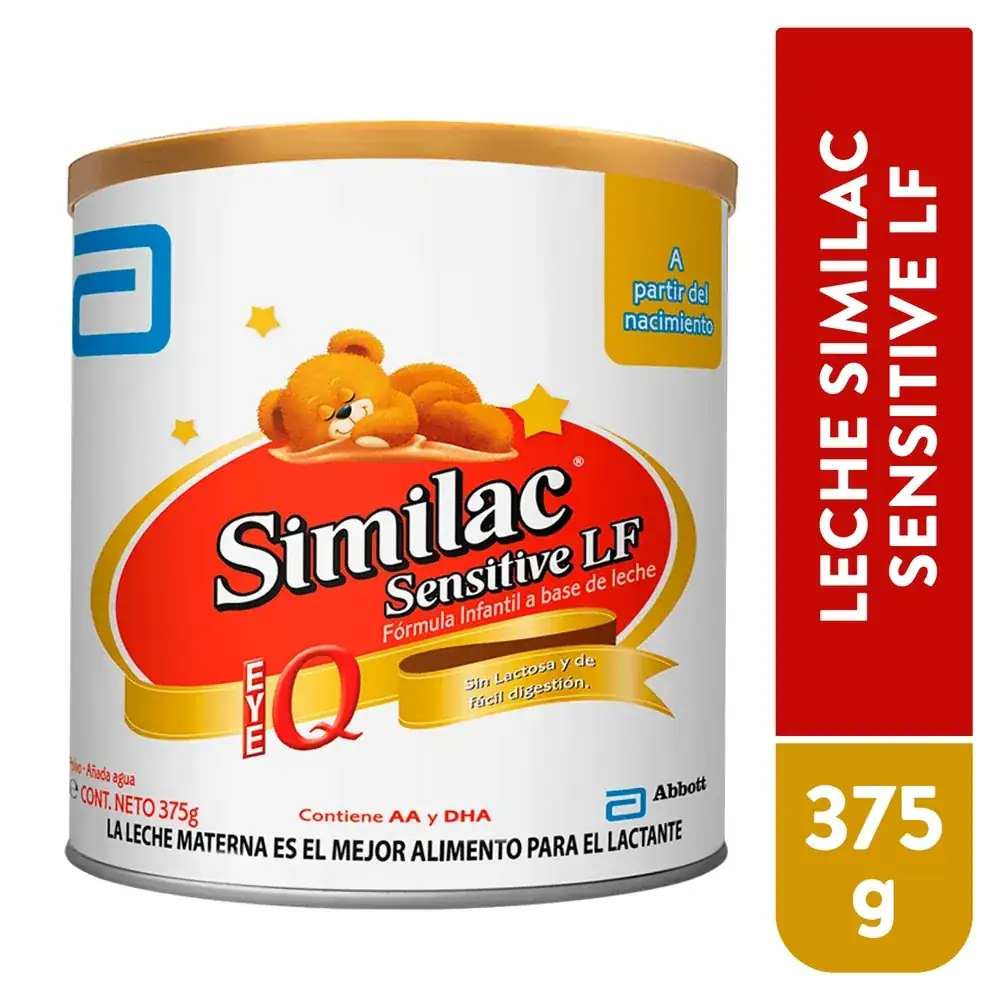 A
partir del
nacimiento
Similac®
Sensitive LF
Fórmula Infantil a base de leche
EYE
Q
Sin Lactosa y de
fácil digestión.
- Añada agua
CONT. NETO 375g
Contiene AA y DHA
Abbott
LA LECHE MATERNA ES EL MEJOR ALIMENTO PARA EL LACTANTE
LECHE SIMILAC
SENSITIVE LF
375
g